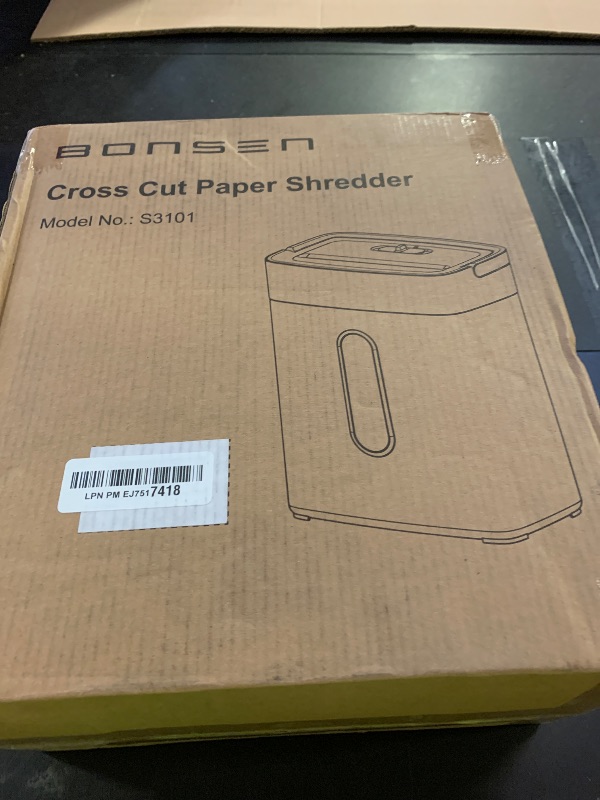 BONSEN
Cross Cut Paper Shredder
Model No.: S3101
LPN PM EJ7517418